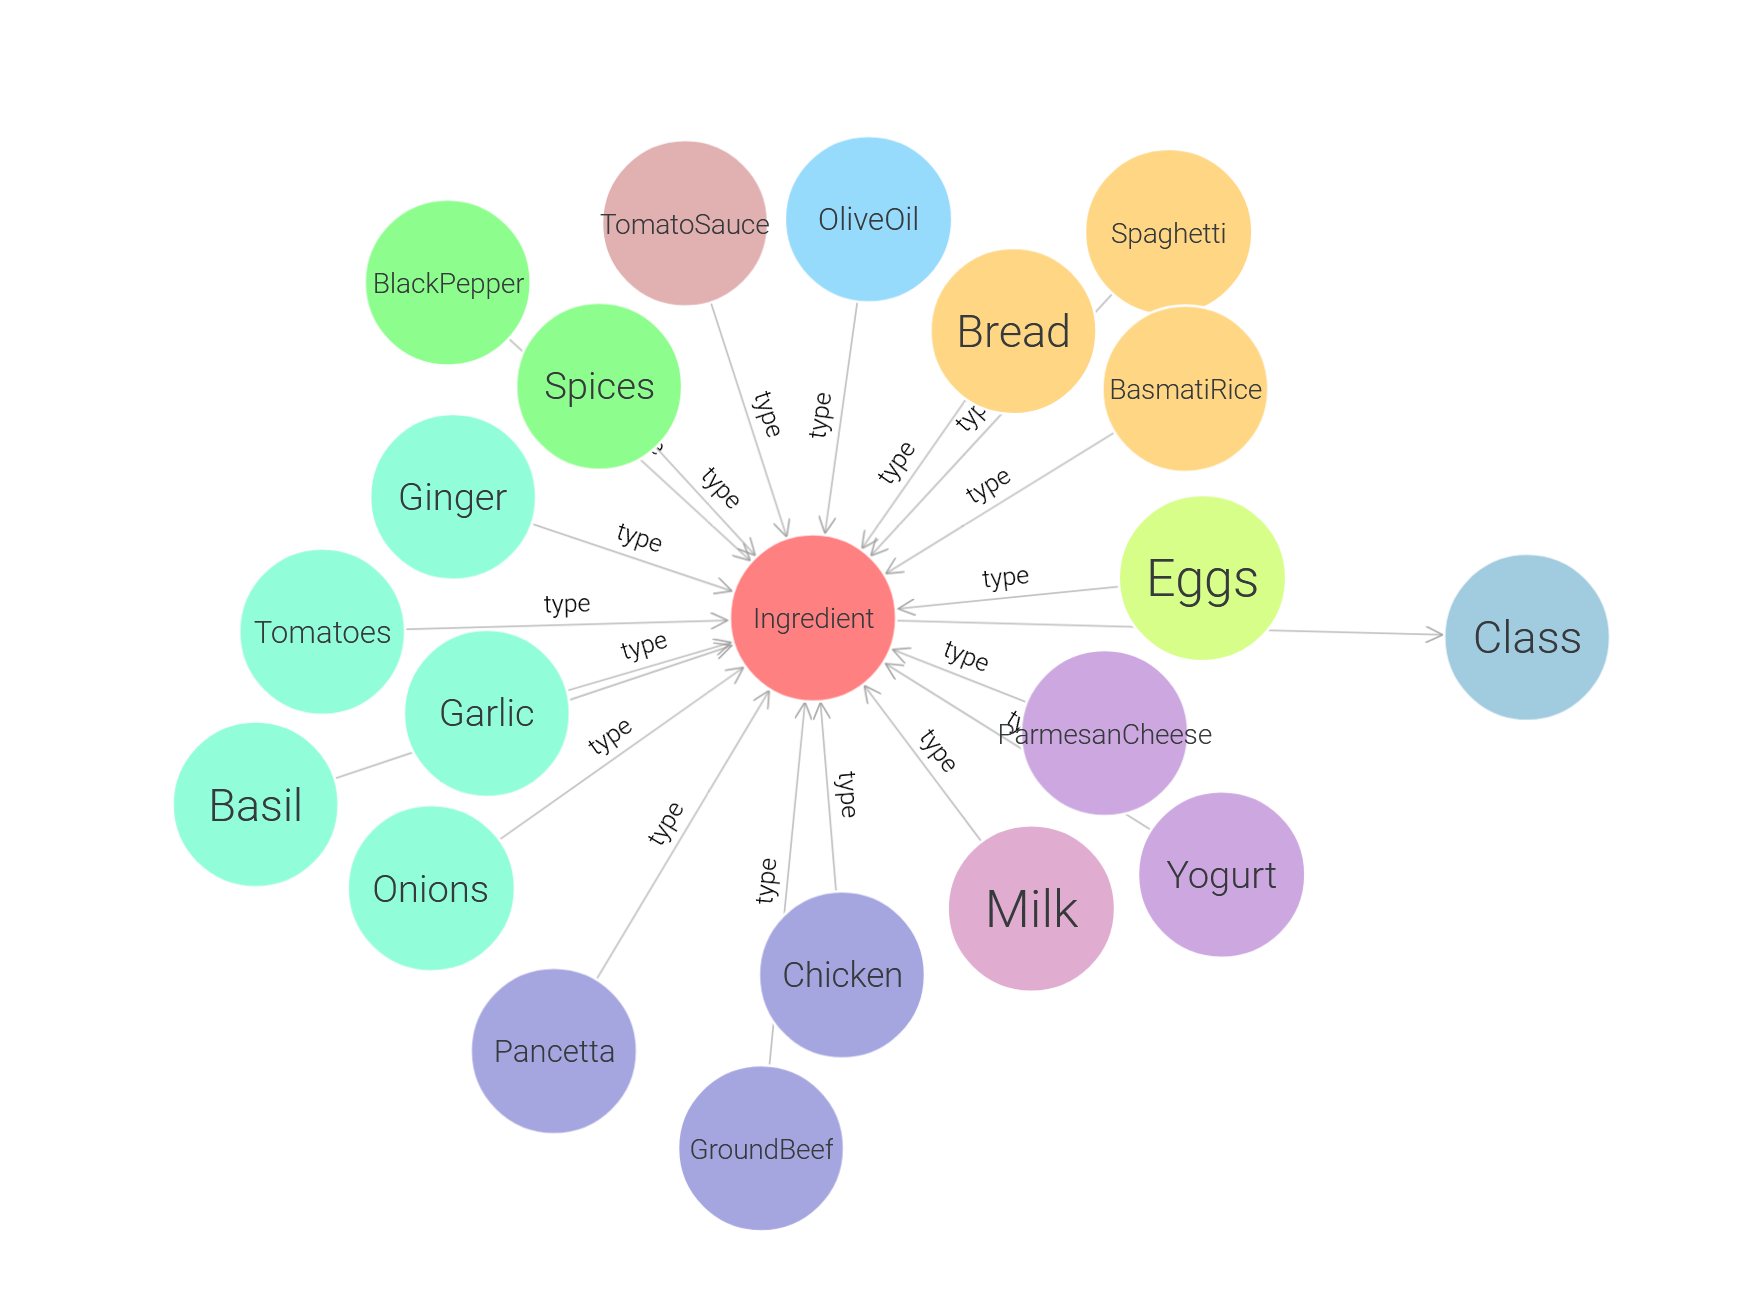 TomatoSauce
OliveOil
Spaghetti
BlackPepper
Bread
Spices
BasmatiRice
type
type
type
type
type
type
Ginger
type
Eggs
type
Tomatoes
type
Ingredient
Class
type
type
Garlic
ParmesanCheese
type
type
Basil
type
type
Yogurt
Onions
type
Milk
Chicken
Pancetta
GroundBeef